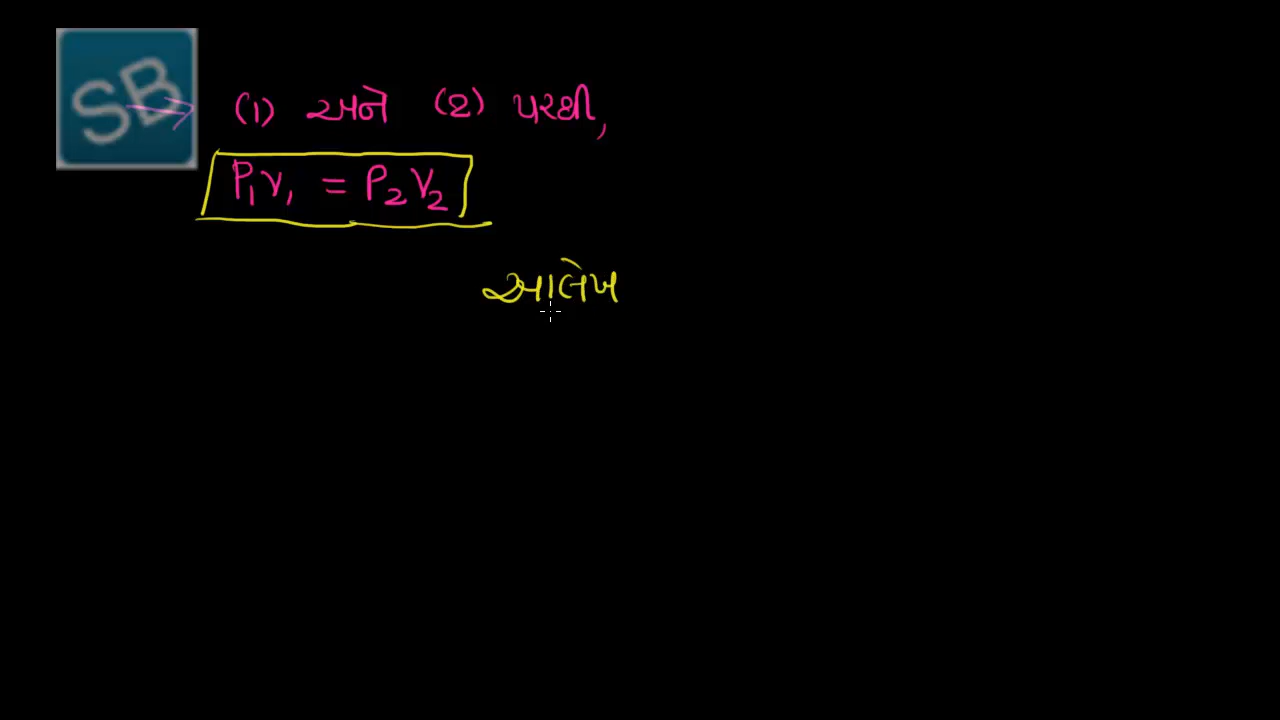 SB
→ (1) અને (2) પરથી,
P₁V₁ = P₂V₂
આલેખ